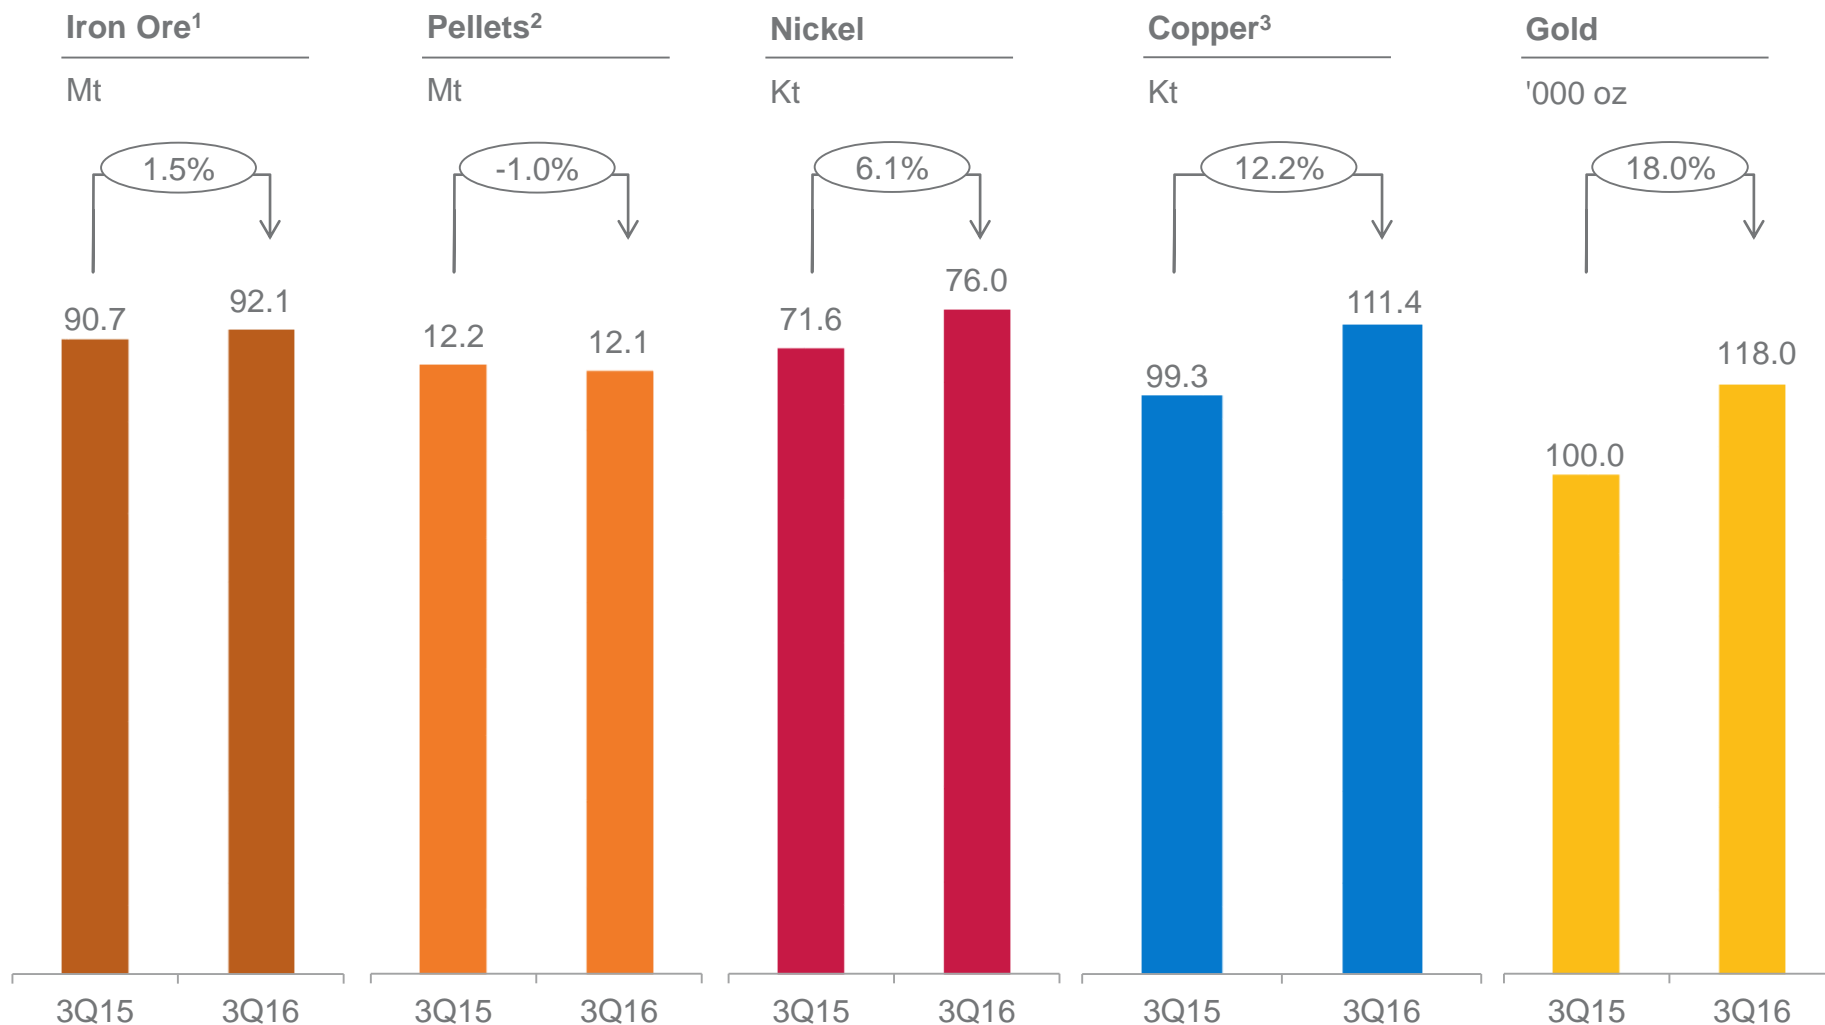 Iron Ore¹
Mt
1.5%
90.7
92.1
3Q15
3Q16
Pellets²
Mt
-1.0%
12.2
12.1
3Q15
3Q16
Nickel
Kt
6.1%
71.6
76.0
3Q15
3Q16
Copper³
Kt
12.2%
99.3
111.4
3Q15
3Q16
Gold
'000 oz
18.0%
100.0
118.0
3Q15
3Q16